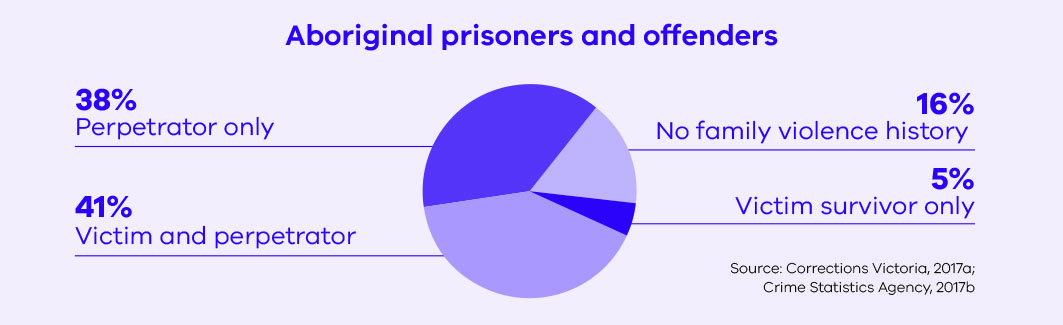 Aboriginal prisoners and offenders
38%
Perpetrator only
41%
Victim and perpetrator
16%
No family violence history
5%
Victim survivor only
Source: Corrections Victoria, 2017a;
Crime Statistics Agency, 2017b